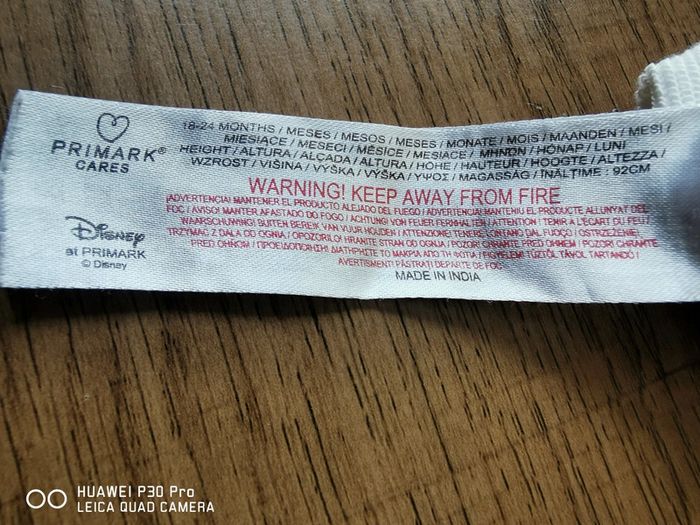 PRIMARK®
CARES
Disney
at PRIMARK
© Disney
18-24 MONTHS / MESES / MESOS / MESES / MONATE / MOIS / MAANDEN / MESI /
MIESIĄCE / MESECI / MĚSÍCE / MESIACE / MHNΩN / HÓNAP / LUNI
HEIGHT / ALTURA / ALÇADA / ALTURA / HÖHE / HAUTEUR / HOOGTE / ALTEZZA /
WZROST / VIŠINA / VÝŠKA / VÝŠKA / ΥΨΟΣ / MAGASSÁG / ÎNĂLŢIME : 92CM
WARNING! KEEP AWAY FROM FIRE
¡ADVERTENCIA! MANTENER EL PRODUCTO ALEJADO DEL FUEGO / ADVERTENCIA! MANTENIU EL PRODUCTE ALLUNYAT DEL
FOC / AVISO! MANTER AFASTADO DO FOGO / ACHTUNG! VON FEUER FERNHALTEN / ATTENTION ! TENIR À L'ÉCART DU FEU /
WAARSCHUWING! BUITEN BEREIK VAN VUUR HOUDEN / ATTENZIONE! TENERE LONTANO DAL FUOCO / OSTRZEŻENIE!
TRZYMAĆ Z DALA OD OGNIA / OPOZORILO! HRANITE STRAN OD OGNJA / POZOR! CHRAŇTE PŘED OHNĚM / POZOR! CHRÁŇTE
PRED OHŇOM / ΠΡΟΕΙΔΟΠΟΙΗΣΗ! ΔΙΑΤΗΡΗΣΤΕ ΤΟ ΜΑΚΡΙΑ ΑΠΟ ΤΗ ΦΩΤΙΑ / FIGYELEM! TŰZTŐL TÁVOL TARTANDÓ /
AVERTISMENT! PĂSTRAȚI DEPARTE DE FOC
MADE IN INDIA
HUAWEI P30 Pro
LEICA QUAD CAMERA